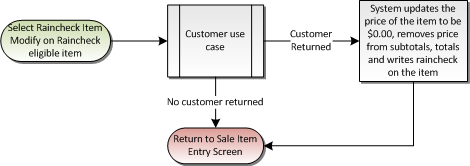 Select Raincheck Item
Modify on Raincheck
eligible item
Customer use
case
Customer
Returned
System updates the
price of the item to be
$0.00, removes price
from subtotals, totals
and writes raincheck
on the item
No customer returned
Return to Sale Item
Entry Screen